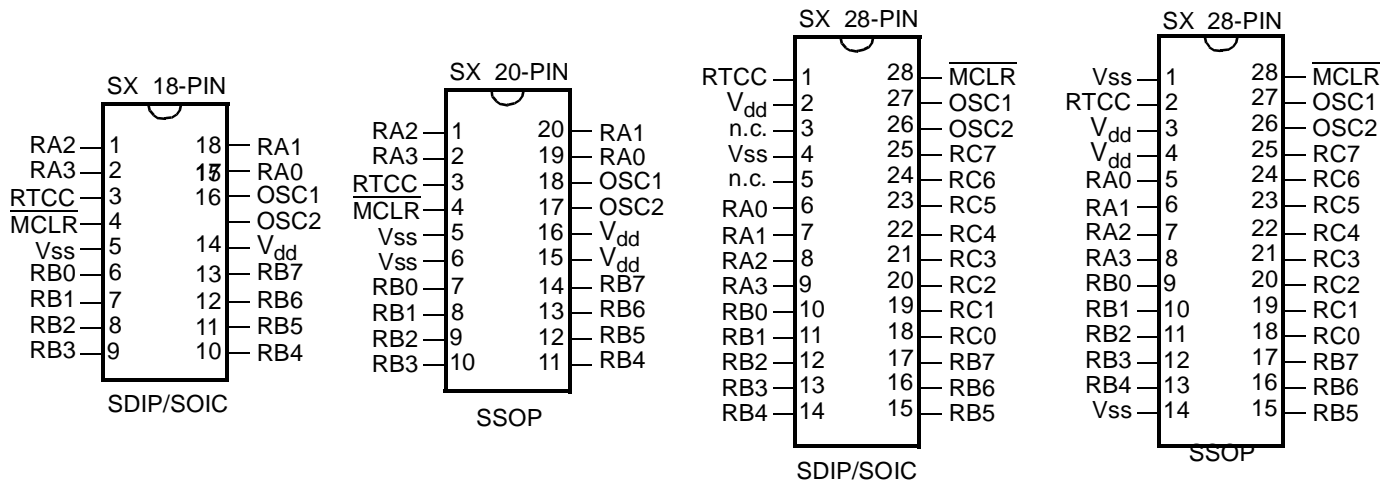 SX 18-PIN
RA2 1 18 RA1
RA3 2 17 RA0
RTCC 3 16 OSC1
MCLR 4 OSC2
Vss 5 14 Vdd
RB0 6 13 RB7
RB1 7 12 RB6
RB2 8 11 RB5
RB3 9 10 RB4
SDIP/SOIC
SX 20-PIN
RA2 1 20 RA1
RA3 2 19 RA0
RTCC 3 18 OSC1
MCLR 4 17 OSC2
Vss 5 16 Vdd
Vss 6 15 Vdd
RB0 7 14 RB7
RB1 8 13 RB6
RB2 9 12 RB5
RB3 10 11 RB4
SSOP
SX 28-PIN
RTCC 1 28 MCLR
Vdd 2 27 OSC1
n.c. 3 26 OSC2
Vss 4 25 RC7
n.c. 5 24 RC6
RA0 6 23 RC5
RA1 7 22 RC4
RA2 8 21 RC3
RA3 9 20 RC2
RB0 10 19 RC1
RB1 11 18 RC0
RB2 12 17 RB7
RB3 13 16 RB6
RB4 14 15 RB5
SDIP/SOIC
SX 28-PIN
Vss 1 28 MCLR
RTCC 2 27 OSC1
Vdd 3 26 OSC2
Vdd 4 25 RC7
RA0 5 24 RC6
RA1 6 23 RC5
RA2 7 22 RC4
RA3 8 21 RC3
RB0 9 20 RC2
RB1 10 19 RC1
RB2 11 18 RC0
RB3 12 17 RB7
RB4 13 16 RB6
Vss 14 15 RB5
SSOP